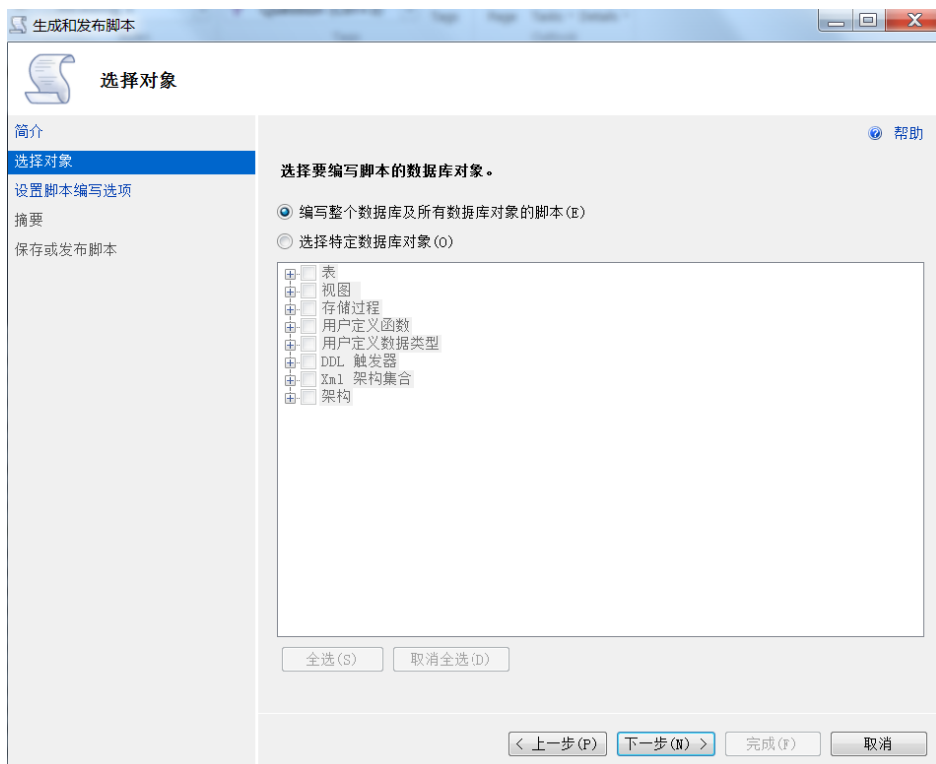 生成和发布脚本
选择对象
简介
选择对象
设置脚本编写选项
摘要
保存或发布脚本
帮助
选择要编写脚本的数据库对象。
编写整个数据库及所有数据库对象的脚本(E)
选择特定数据库对象(O)
表
视图
存储过程
用户定义函数
用户定义数据类型
DDL 触发器
Xml 架构集合
架构
全选(S) 取消全选(D)
< 上一步(P) 下一步(N) > 完成(F) 取消